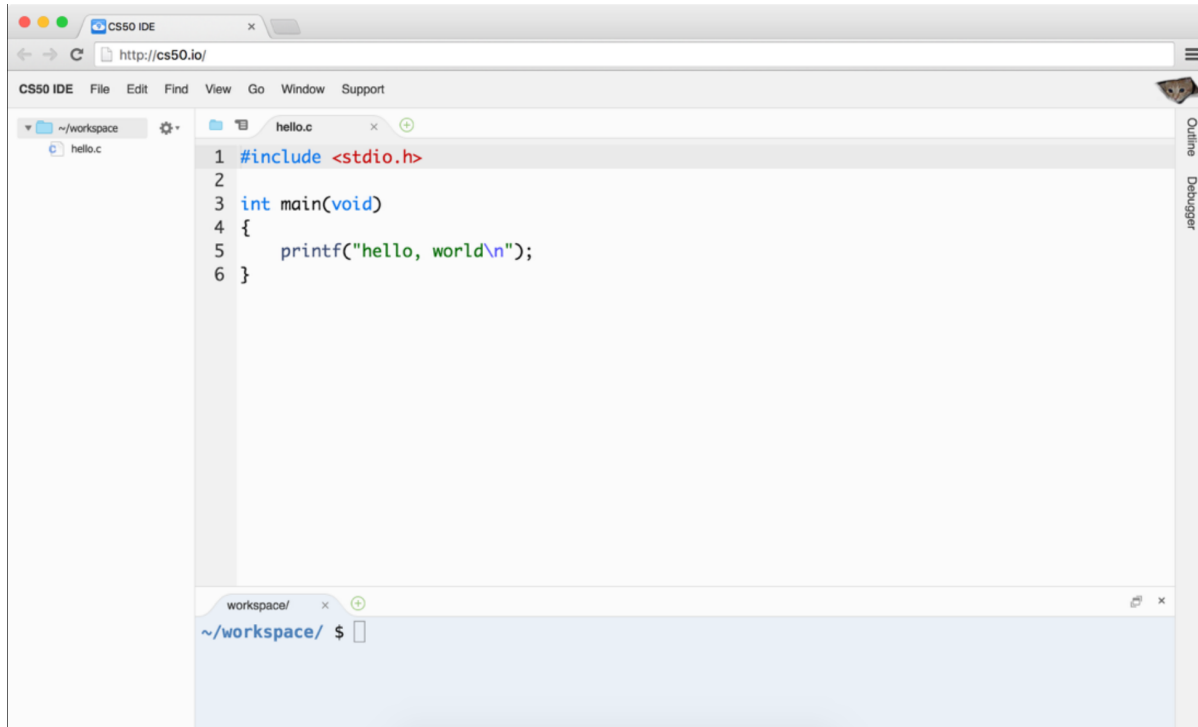 CS50 IDE
http://cs50.io/
CS50 IDE File Edit Find View Go Window Support
~/workspace
hello.c
hello.c
1 #include <stdio.h>
2
3 int main(void)
4 {
5     printf("hello, world\n");
6 }
Outline
Debugger
workspace/
~/workspace/ $